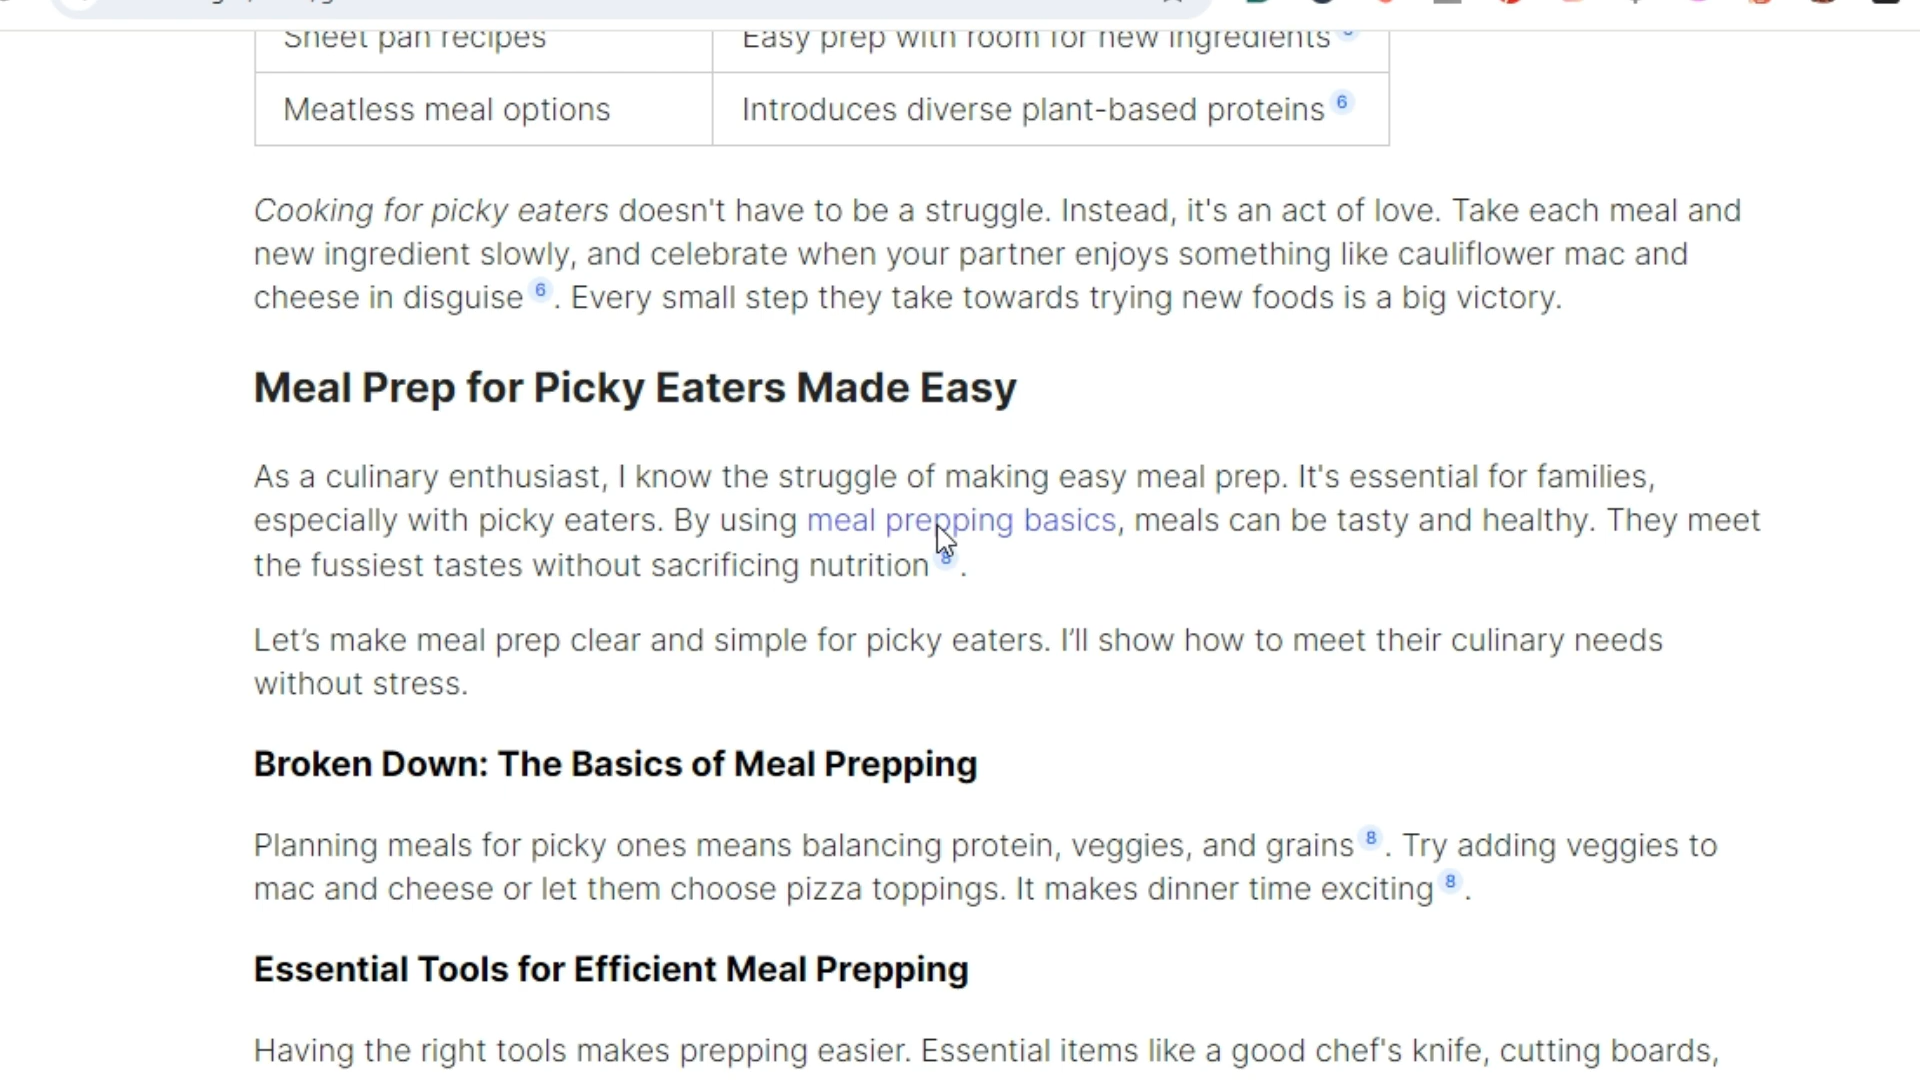 Sheet pan recipes Easy prep with room for new ingredients
Meatless meal options Introduces diverse plant-based proteins 6
Cooking for picky eaters doesn't have to be a struggle. Instead, it's an act of love. Take each meal and
new ingredient slowly, and celebrate when your partner enjoys something like cauliflower mac and
cheese in disguise 6. Every small step they take towards trying new foods is a big victory.
Meal Prep for Picky Eaters Made Easy
As a culinary enthusiast, I know the struggle of making easy meal prep. It's essential for families,
especially with picky eaters. By using meal prepping basics, meals can be tasty and healthy. They meet
the fussiest tastes without sacrificing nutrition 8.
Let’s make meal prep clear and simple for picky eaters. I’ll show how to meet their culinary needs
without stress.
Broken Down: The Basics of Meal Prepping
Planning meals for picky ones means balancing protein, veggies, and grains 8. Try adding veggies to
mac and cheese or let them choose pizza toppings. It makes dinner time exciting 8.
Essential Tools for Efficient Meal Prepping
Having the right tools makes prepping easier. Essential items like a good chef's knife, cutting boards,